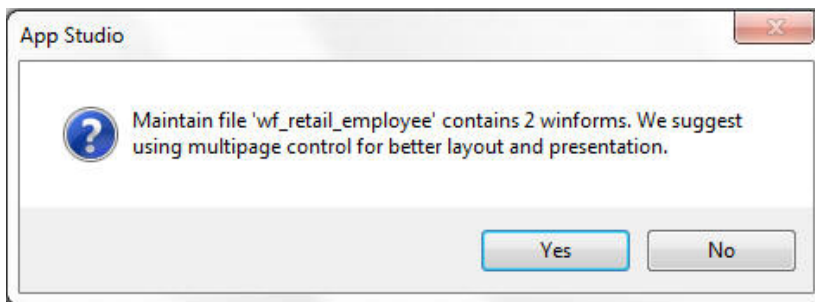 App Studio
Maintain file 'wf_retail_employee' contains 2 winforms. We suggest
using multipage control for better layout and presentation.
Yes
No